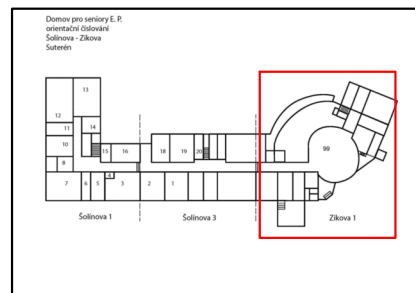 Domov pro seniory E. P.
orientační číslování
Šolínova - Zikova
Suterén
13
12
14
11
10
15 16 18 19 20
99
8
4
7 6 5 3 2 1
Šolínova 1 Šolínova 3 Zikova 1